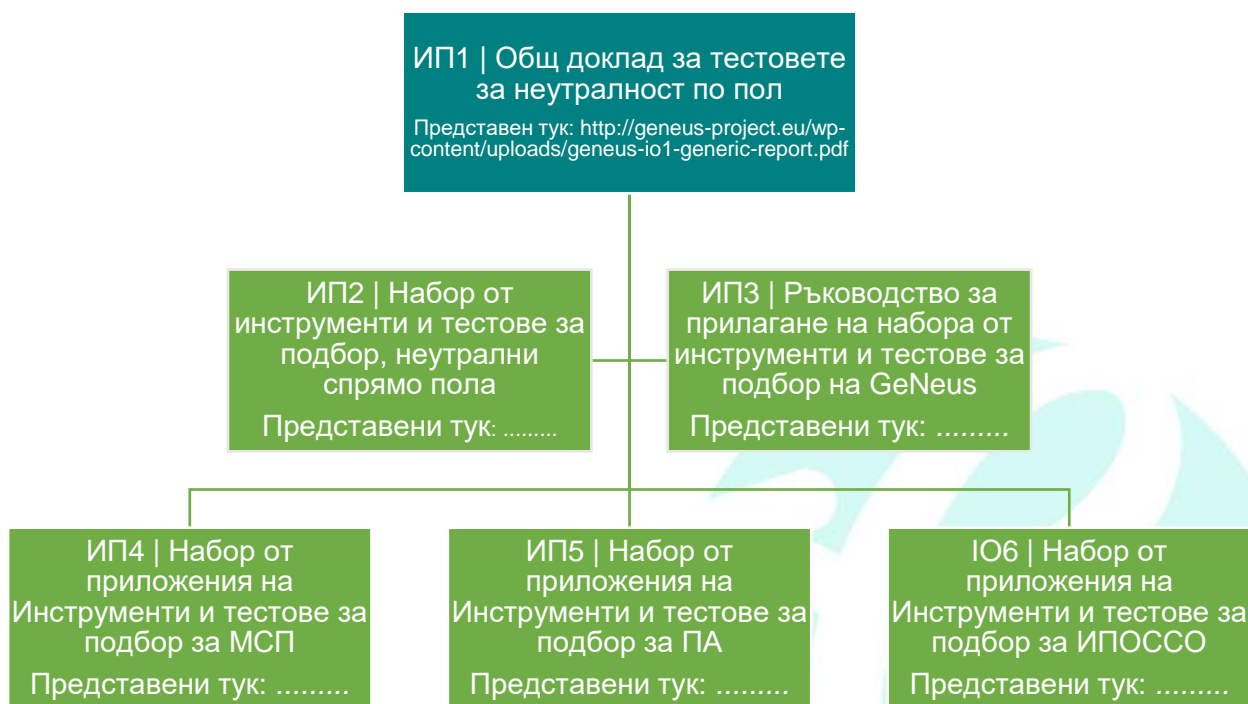 ИП1 | Общ доклад за тестовете
за неутралност по пол
Представен тук: http://geneus-project.eu/wp-
content/uploads/geneus-io1-generic-report.pdf
ИП2 | Набор от
инструменти и тестове за
подбор, неутрални
спрямо пола
Представени тук: .........
ИП3 | Ръководство за
прилагане на набора от
инструменти и тестове за
подбор на GeNeus
Представени тук: .........
ИП4 | Набор от
приложения на
Инструменти и тестове за
подбор за МСП
Представени тук: .........
ИП5 | Набор от
приложения на
Инструменти и тестове за
подбор за ПА
Представени тук: .........
IO6 | Набор от
приложения на
Инструменти и тестове за
подбор за ИПОССО
Представени тук: .........